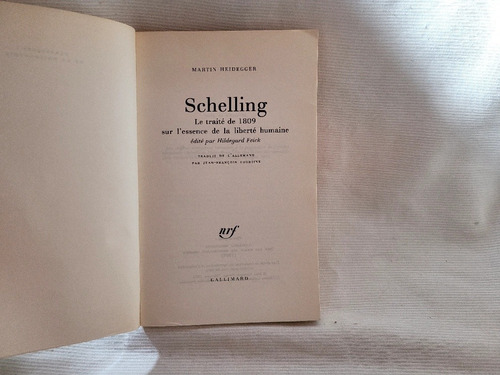 MARTIN HEIDEGGER
Schelling
Le traité de 1809
sur l'essence de la liberté humaine
édité par Hildegard Feick
TRADUIT DE L'ALLEMAND
PAR JEAN-FRANÇOIS COURTINE
nrf
GALLIMARD